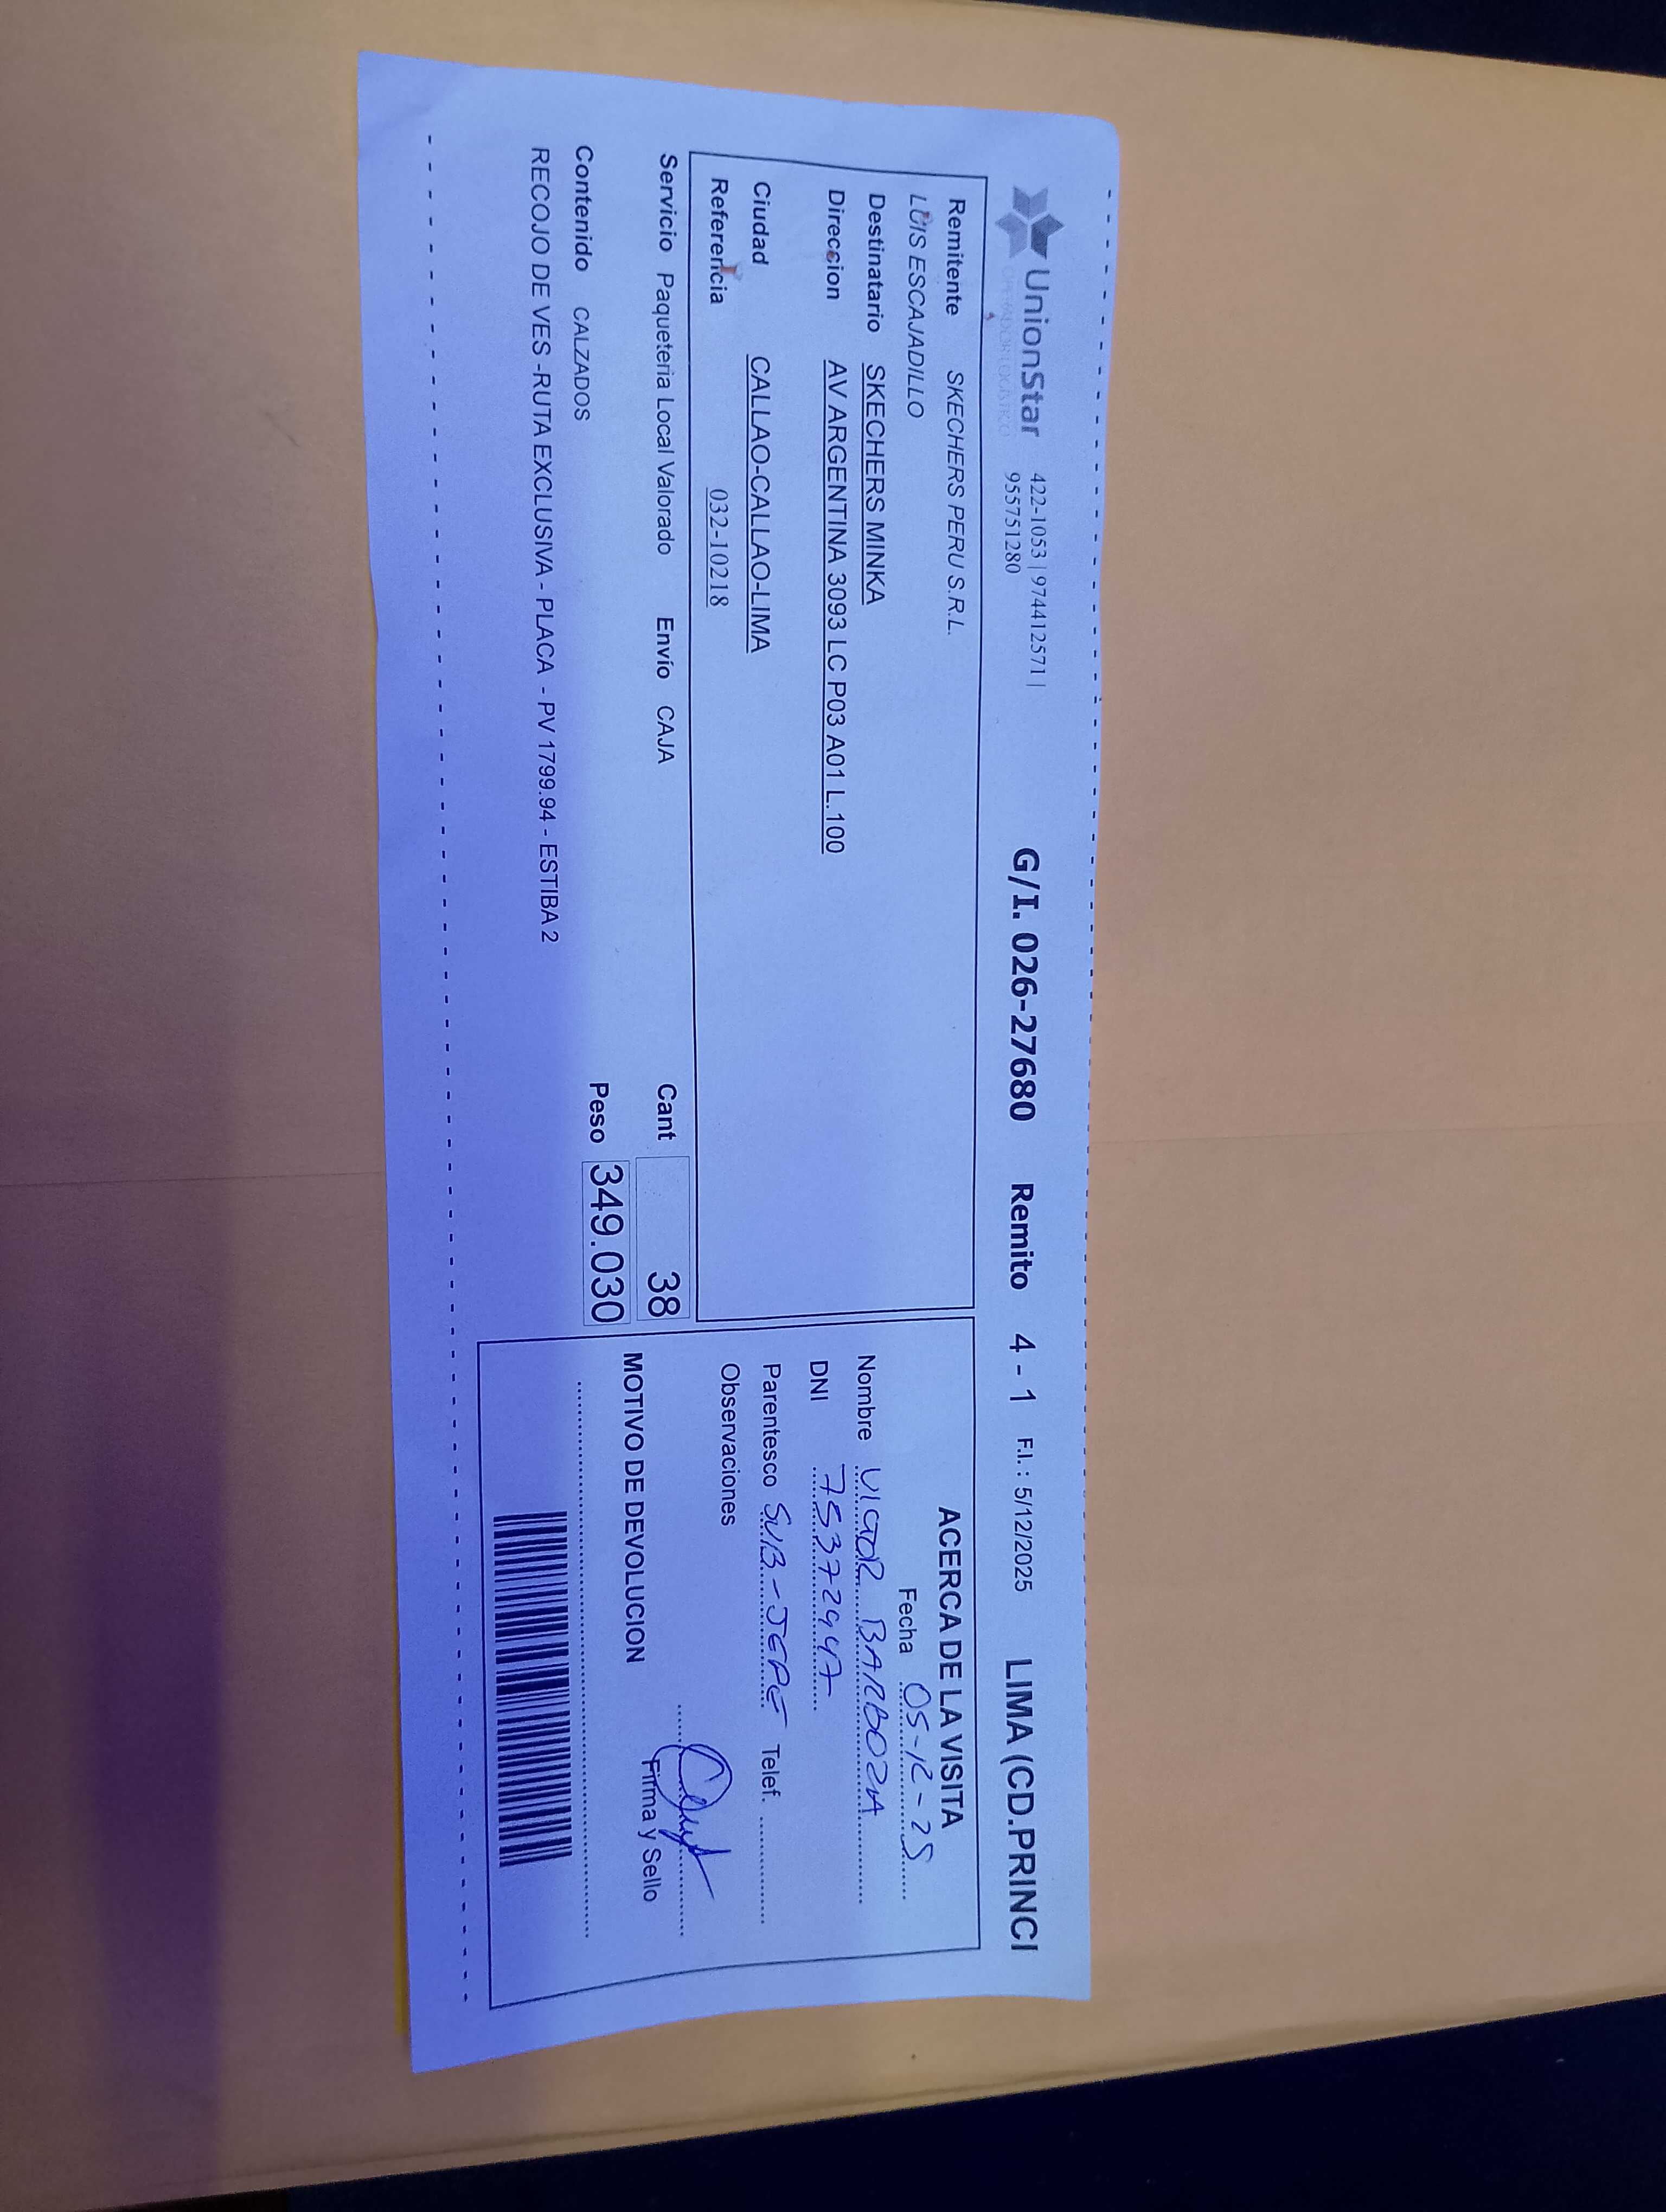 UnionStar 422-1053 | 974412571 | G/I. 026-27680 Remito 4 - 1 F.I. : 5/12/2025 LIMA (CD.PRINCI
OPERADOR LOGISTICO 955751280
Remitente SKECHERS PERU S.R.L.
LUIS ESCAJADILLO
Destinatario SKECHERS MINKA
Direccion AV ARGENTINA 3093 LC P03 A01 L.100
Ciudad CALLAO-CALLAO-LIMA
Referencia 032-10218
Servicio Paqueteria Local Valorado Envío CAJA Cant 38
Contenido CALZADOS Peso 349.030
RECOJO DE VES -RUTA EXCLUSIVA - PLACA - PV 1799.94 - ESTIBA 2
ACERCA DE LA VISITA
Fecha 05-12-25
Nombre VICTOR BARBOZA
DNI
Parentesco SUB-JEFE Telef.
Observaciones
Firma y Sello
MOTIVO DE DEVOLUCION